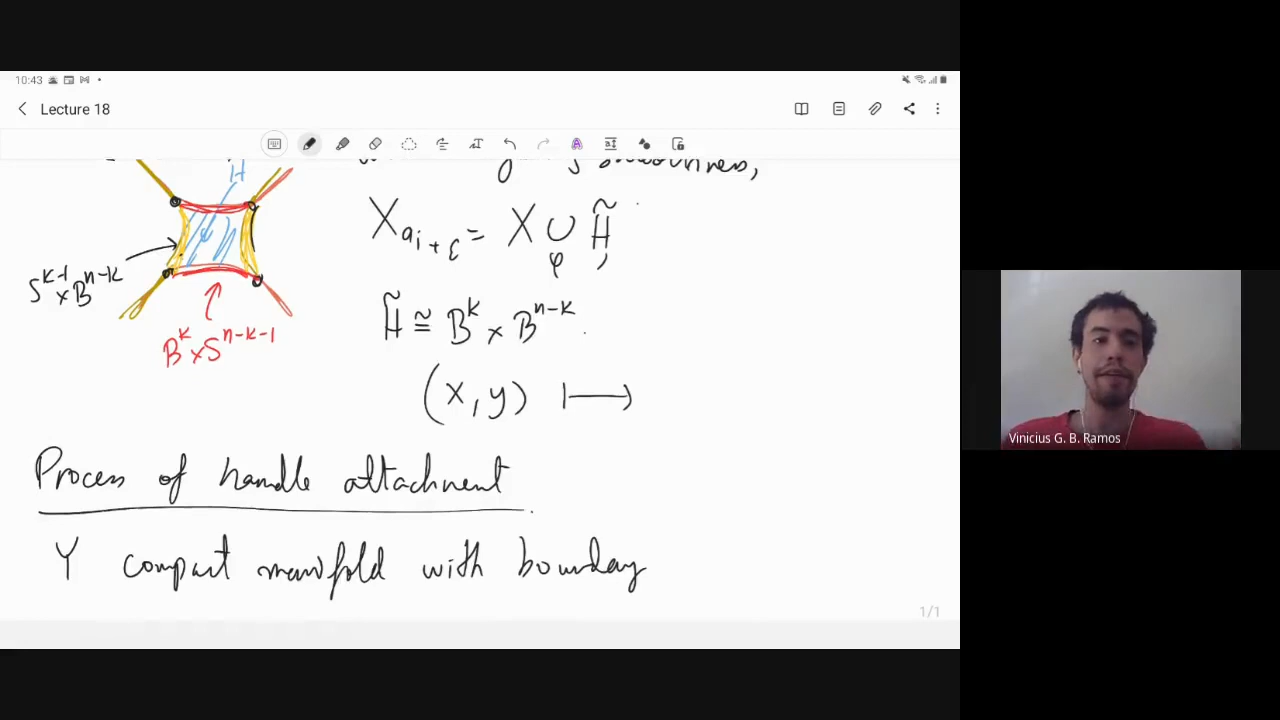 10:43
Lecture 18
H
smoothness,
X_{a_i+ε} = X ∪_φ H̃,
S^{k-1} × B^{n-k}
H̃ ≅ B^k × B^{n-k}.
B^k × S^{n-k-1}
(x, y) ⟼
Process of handle attachment
Y compact manifold with boundary
1/1
Vinicius G. B. Ramos